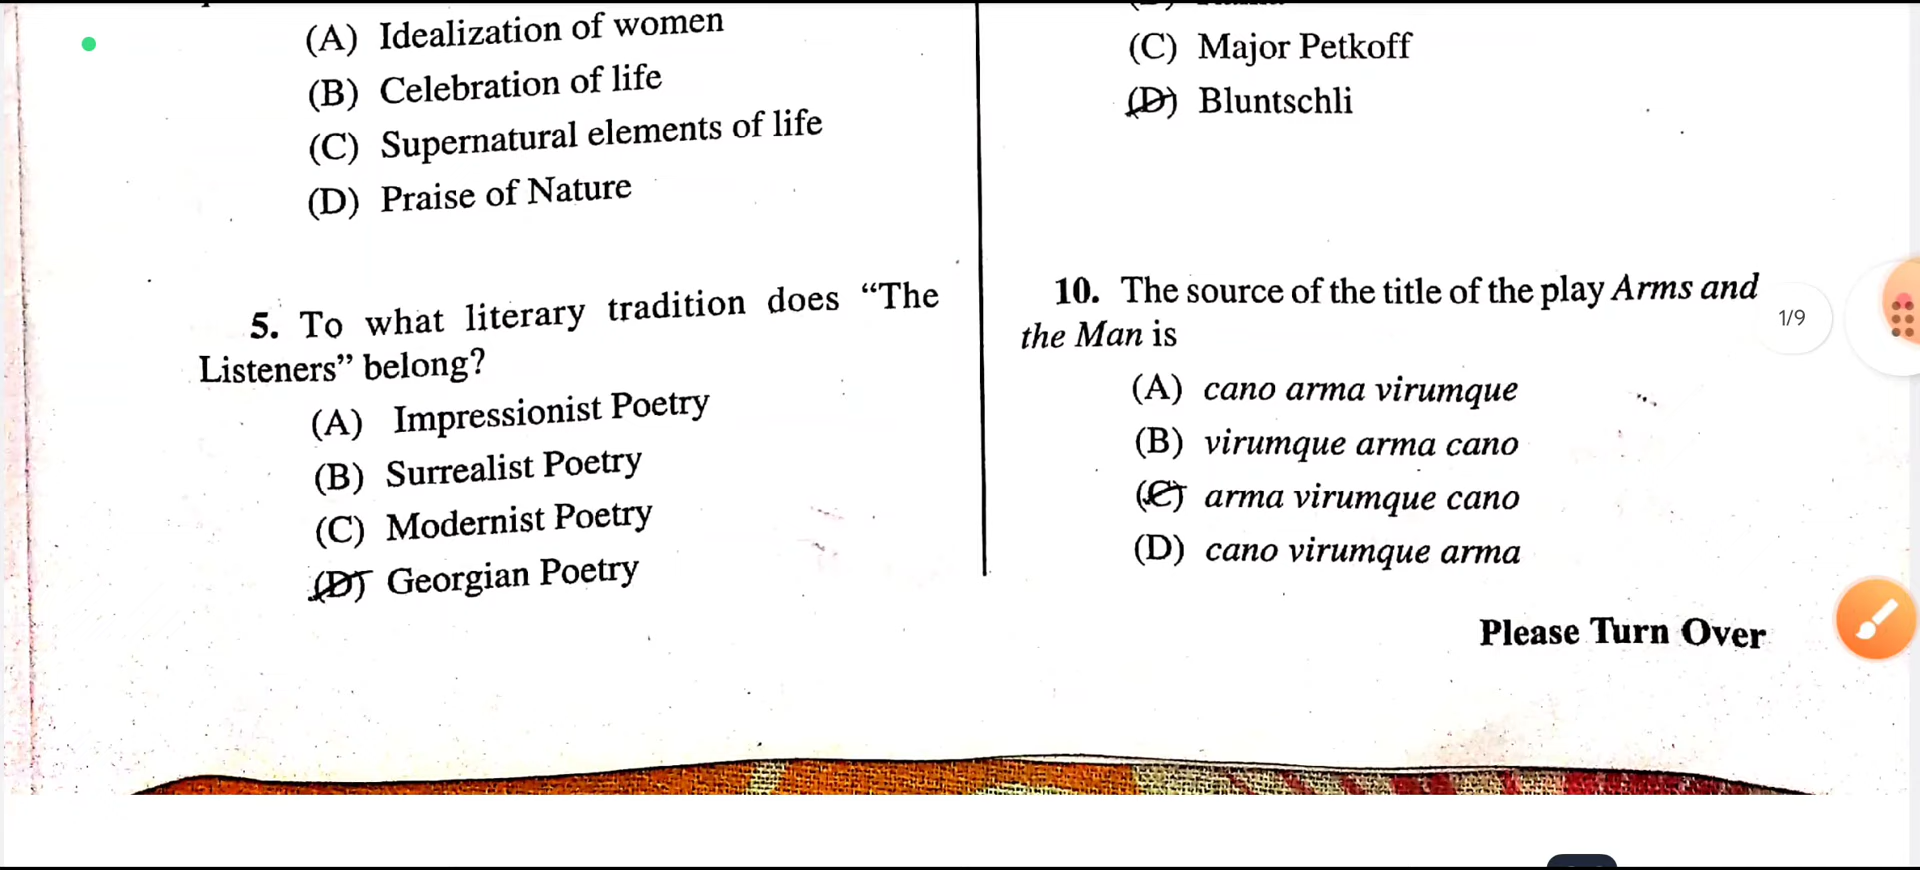 (A) Idealization of women
(B) Celebration of life
(C) Supernatural elements of life
(D) Praise of Nature
5. To what literary tradition does “The
Listeners” belong?
(A) Impressionist Poetry
(B) Surrealist Poetry
(C) Modernist Poetry
(D) Georgian Poetry
(C) Major Petkoff
(D) Bluntschli
10. The source of the title of the play Arms and
the Man is
(A) cano arma virumque
(B) virumque arma cano
(C) arma virumque cano
(D) cano virumque arma
Please Turn Over
1/9